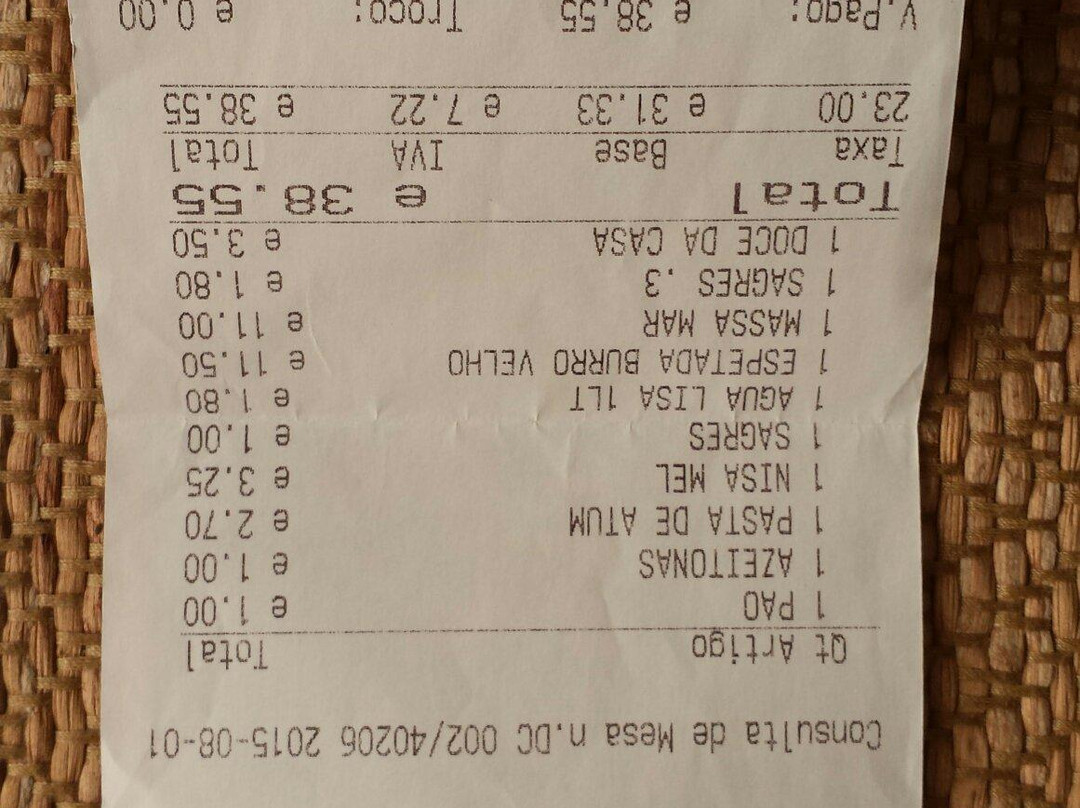 Consulta de Mesa n.DC 002/40206 2015-08-01
Qt Artigo Total
1 PAO e 1.00
1 AZEITONAS e 1.00
1 PASTA DE ATUM e 2.70
1 NISA MEL e 3.25
1 SAGRES e 1.00
1 AGUA LISA 1LT e 1.80
1 ESPETADA BURRO VELHO e 11.50
1 MASSA MAR e 11.00
1 SAGRES .3 e 1.80
1 DOCE DA CASA e 3.50
Total e 38.55
Taxa Base IVA Total
23.00 e 31.33 e 7.22 e 38.55
V.Pago: e 38.55 Troco: e 0.00